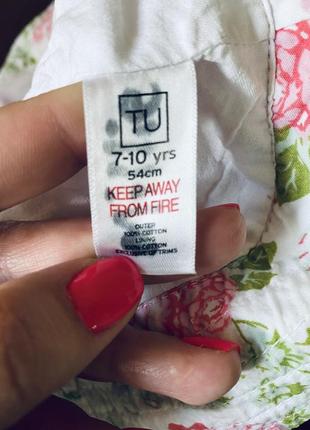 TU
7-10 yrs
54cm
KEEP AWAY
FROM FIRE
OUTER
100% COTTON
LINING
100% COTTON
EXCLUSIVE OF TRIMS